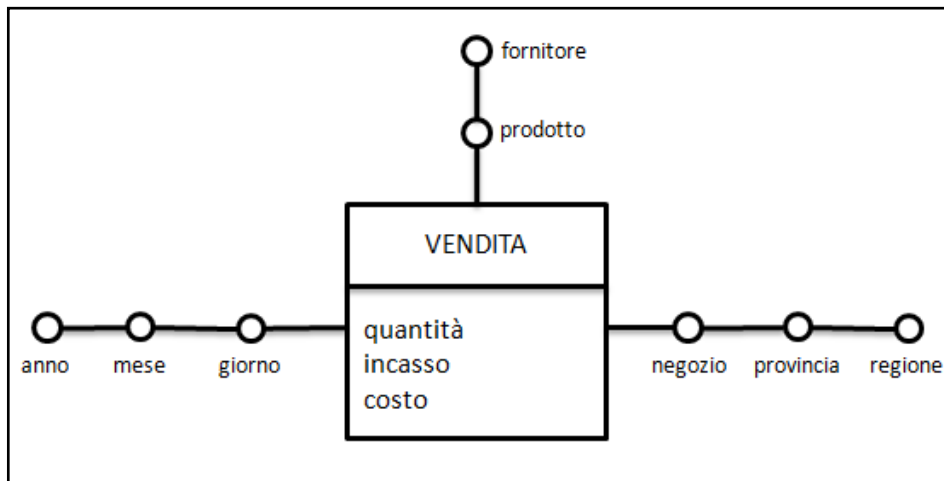 fornitore
prodotto
VENDITA
quantità
incasso
costo
anno mese giorno
negozio provincia regione